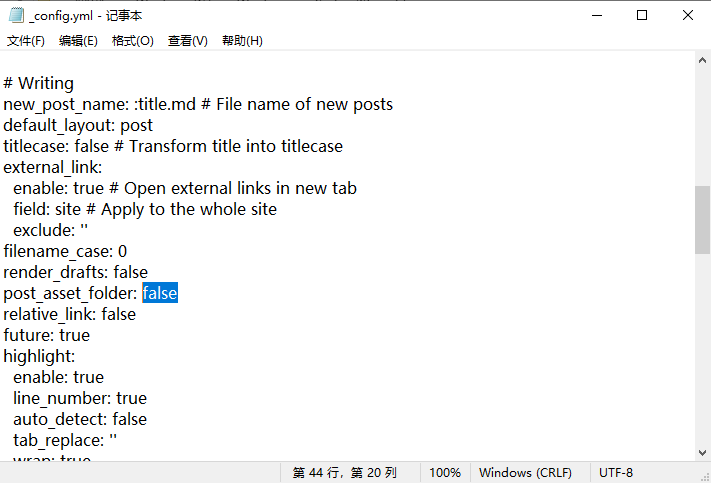 _config.yml - 记事本
文件(F) 编辑(E) 格式(O) 查看(V) 帮助(H)
# Writing
new_post_name: :title.md # File name of new posts
default_layout: post
titlecase: false # Transform title into titlecase
external_link:
  enable: true # Open external links in new tab
  field: site # Apply to the whole site
  exclude: ''
filename_case: 0
render_drafts: false
post_asset_folder: false
relative_link: false
future: true
highlight:
  enable: true
  line_number: true
  auto_detect: false
  tab_replace: ''
  wrap: true
第 44 行，第 20 列 100% Windows (CRLF) UTF-8